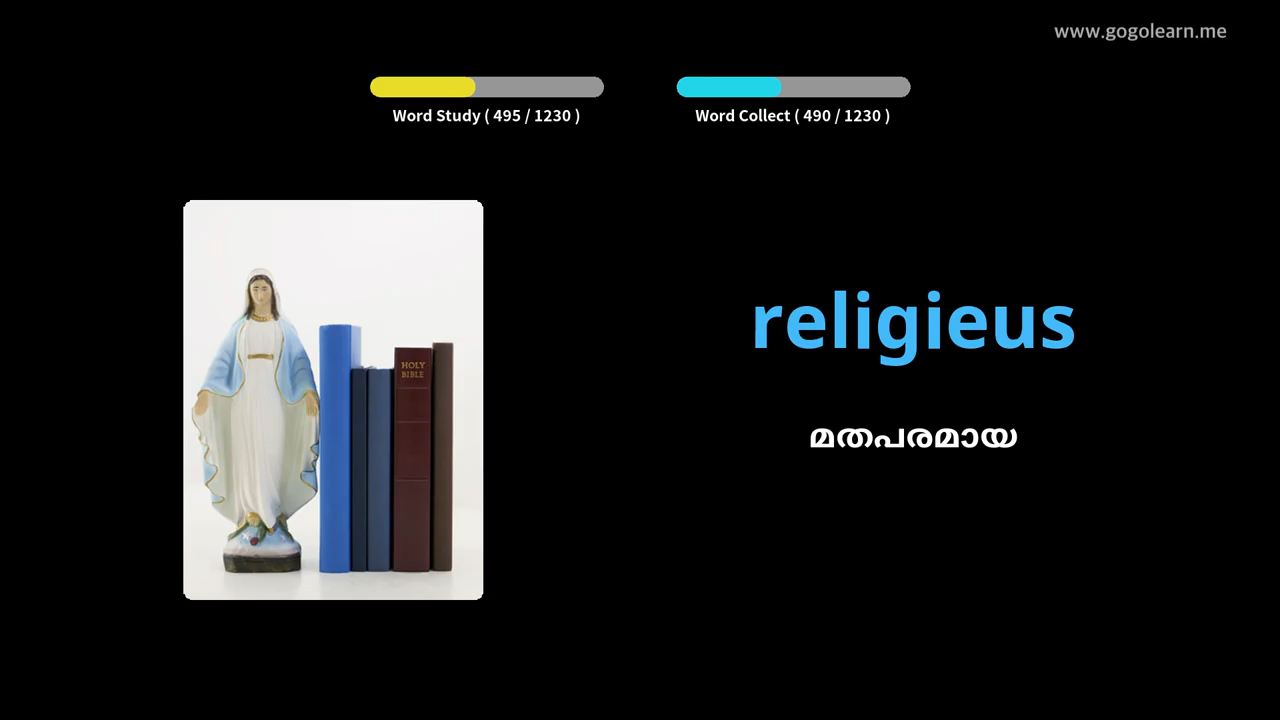 www.gogolearn.me
Word Study ( 495 / 1230 )
Word Collect ( 490 / 1230 )
HOLY
BIBLE
religieus
മതപരമായ